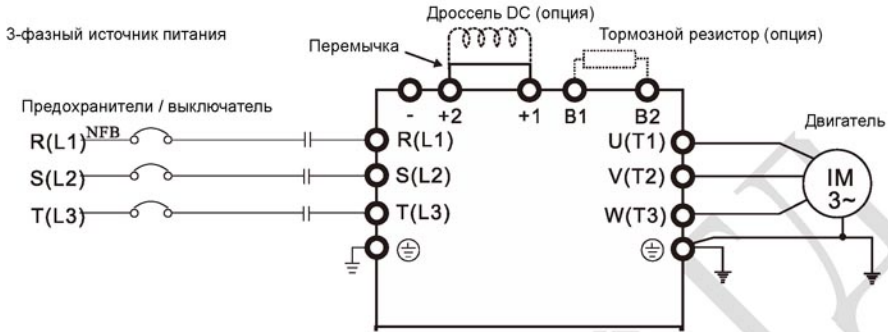 Дроссель DC (опция)
3-фазный источник питания
Перемычка
Тормозной резистор (опция)
Предохранители / выключатель
- +2 +1 B1 B2
Двигатель
R(L1) NFB R(L1) U(T1)
S(L2) S(L2) V(T2) IM
3~
T(L3) T(L3) W(T3)